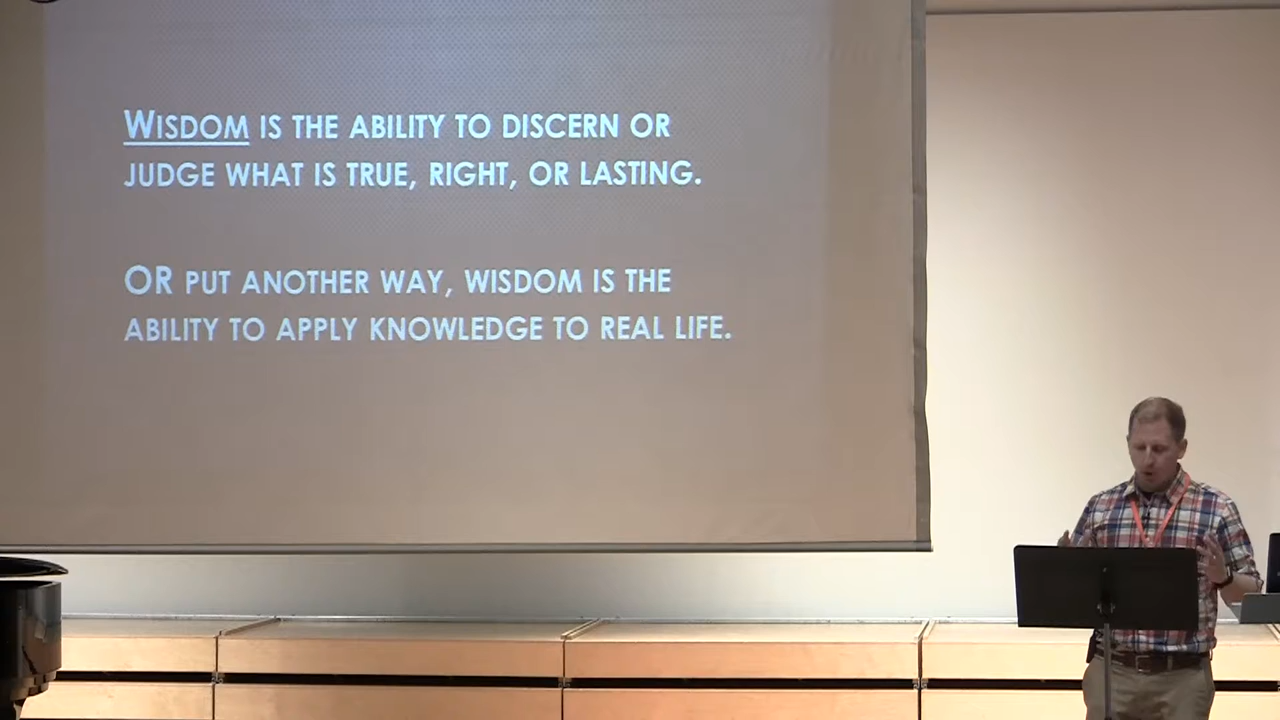 WISDOM IS THE ABILITY TO DISCERN OR
JUDGE WHAT IS TRUE, RIGHT, OR LASTING.
OR PUT ANOTHER WAY, WISDOM IS THE
ABILITY TO APPLY KNOWLEDGE TO REAL LIFE.